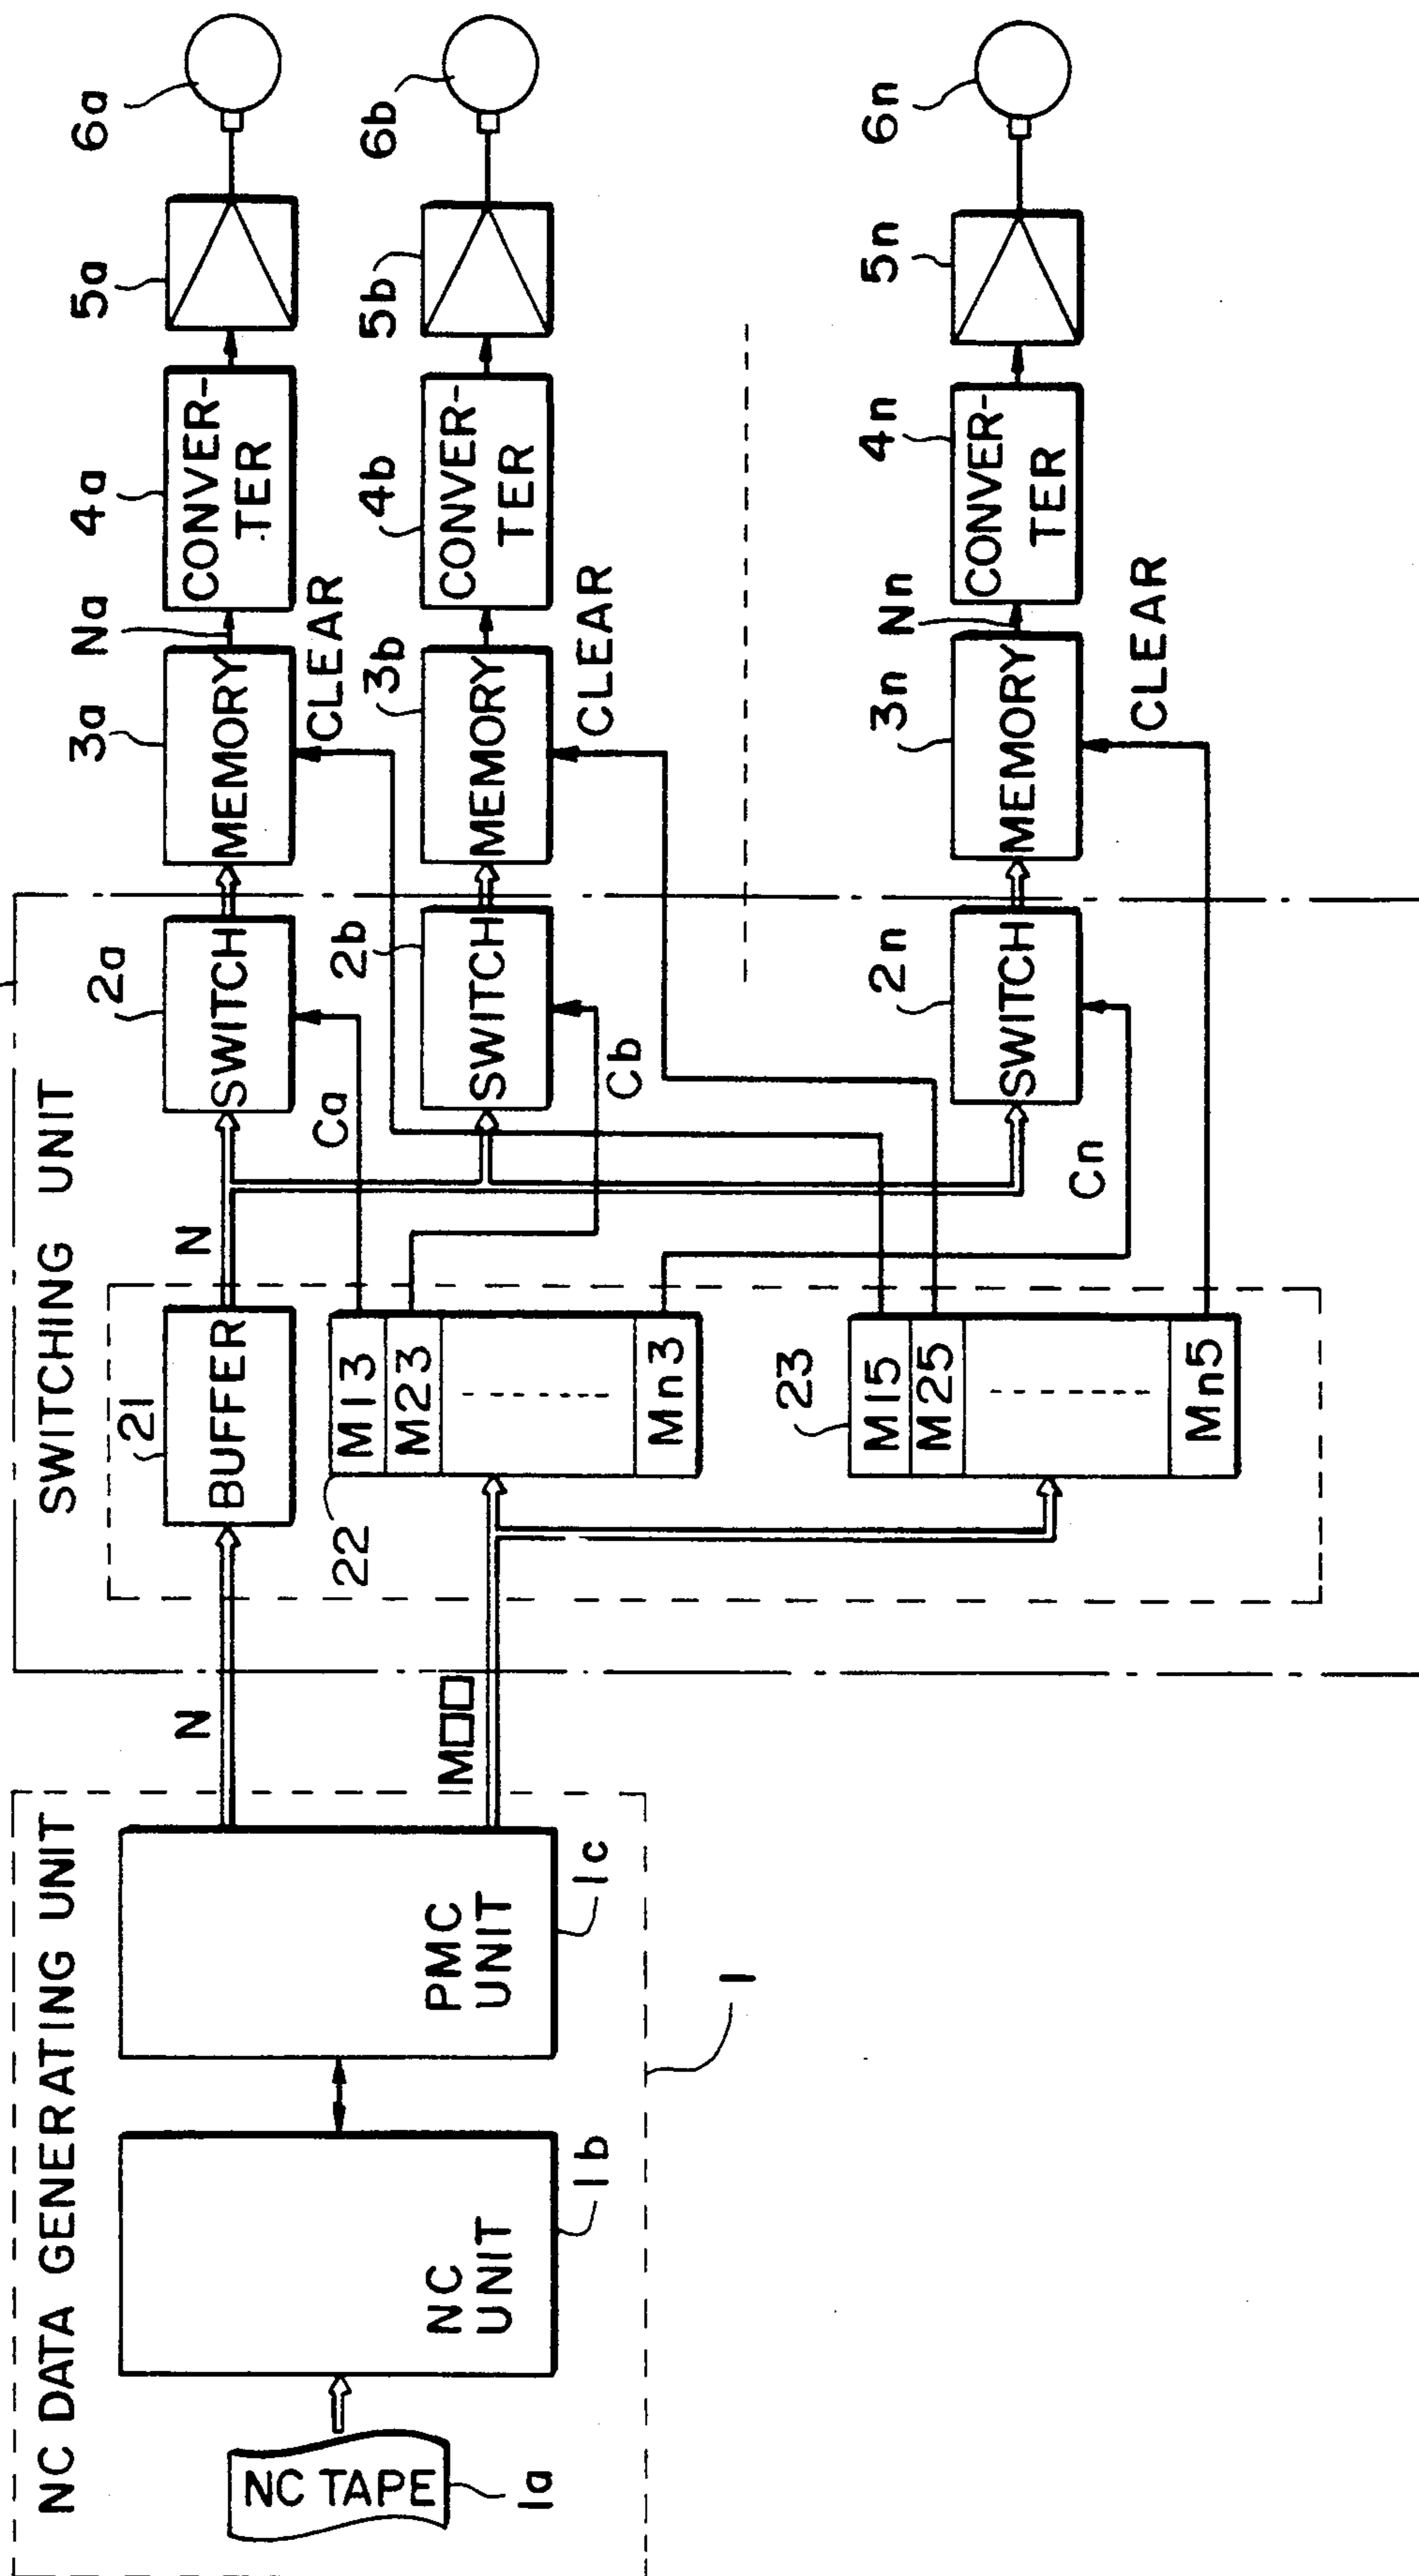 NC DATA GENERATING UNIT
NC TAPE
1a
NC
UNIT
1b
PMC
UNIT
1c
1
N
M□□
SWITCHING UNIT
21
BUFFER
22
M13
M23
Mn3
23
M15
M25
Mn5
N
Ca
Cb
Cn
2a
SWITCH
2b
SWITCH
2n
SWITCH
3a
MEMORY
CLEAR
3b
MEMORY
CLEAR
3n
MEMORY
CLEAR
Na
Nn
4a
CONVER-
TER
4b
CONVER-
TER
4n
CONVER-
TER
5a
5b
5n
6a
6b
6n